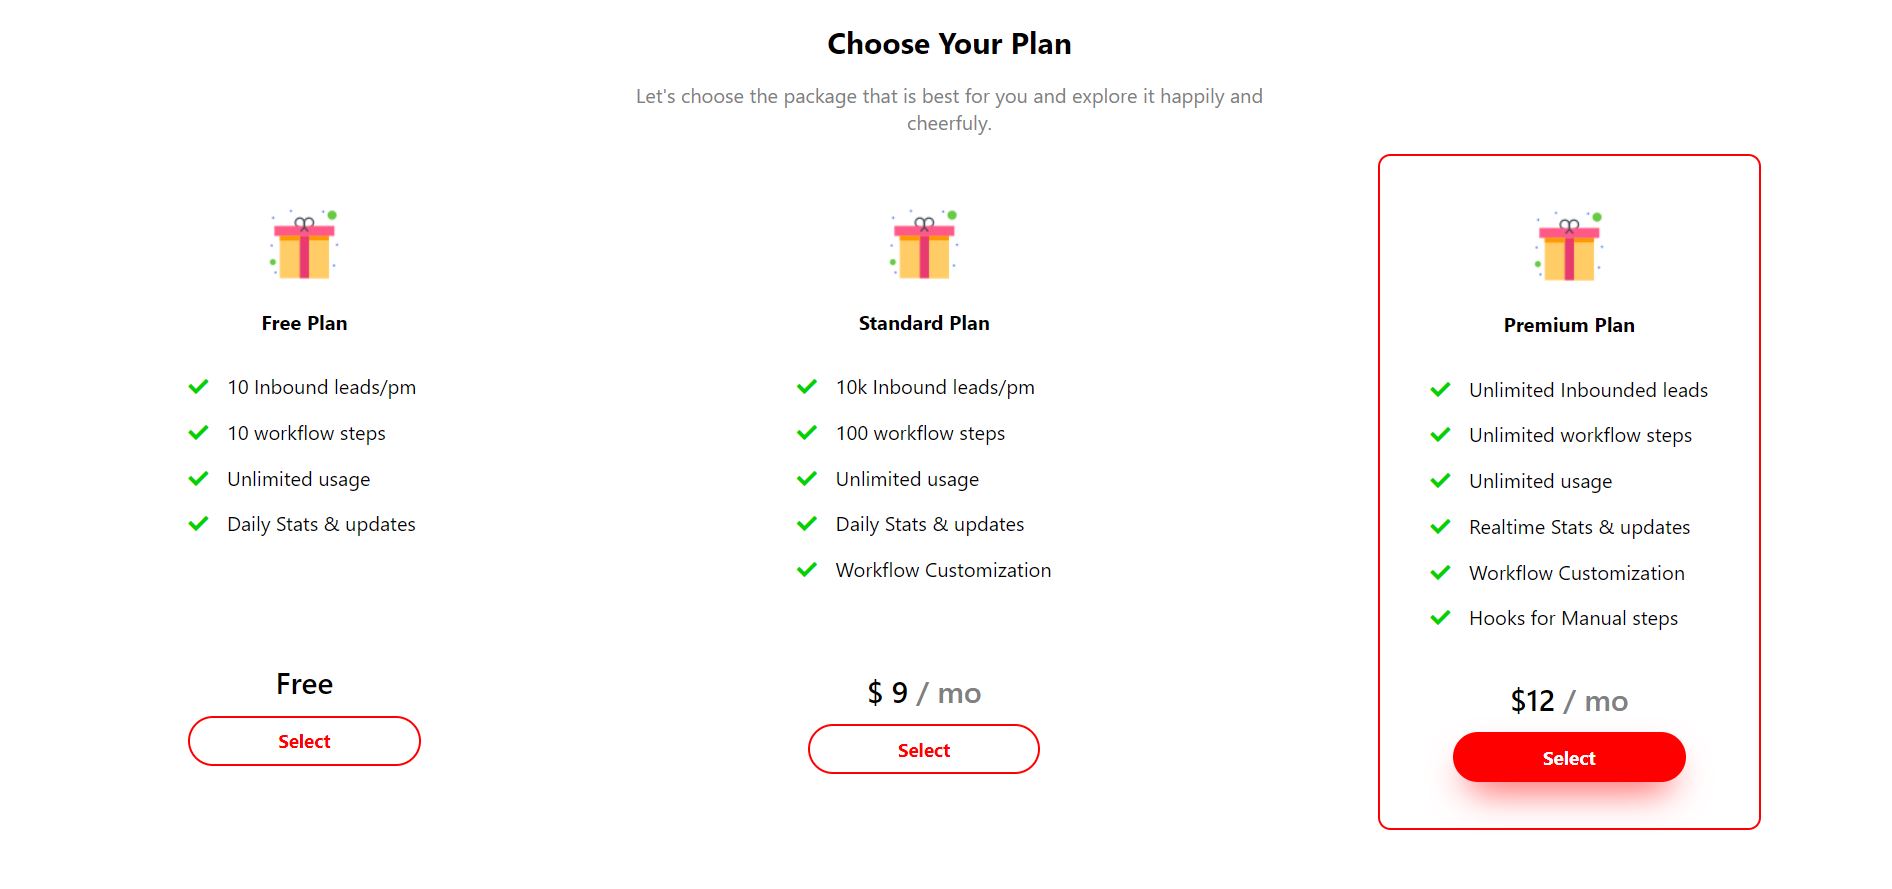 Choose Your Plan
Let's choose the package that is best for you and explore it happily and
cheerfuly.
Free Plan
10 Inbound leads/pm
10 workflow steps
Unlimited usage
Daily Stats & updates
Free
Select
Standard Plan
10k Inbound leads/pm
100 workflow steps
Unlimited usage
Daily Stats & updates
Workflow Customization
$ 9 / mo
Select
Premium Plan
Unlimited Inbounded leads
Unlimited workflow steps
Unlimited usage
Realtime Stats & updates
Workflow Customization
Hooks for Manual steps
$12 / mo
Select